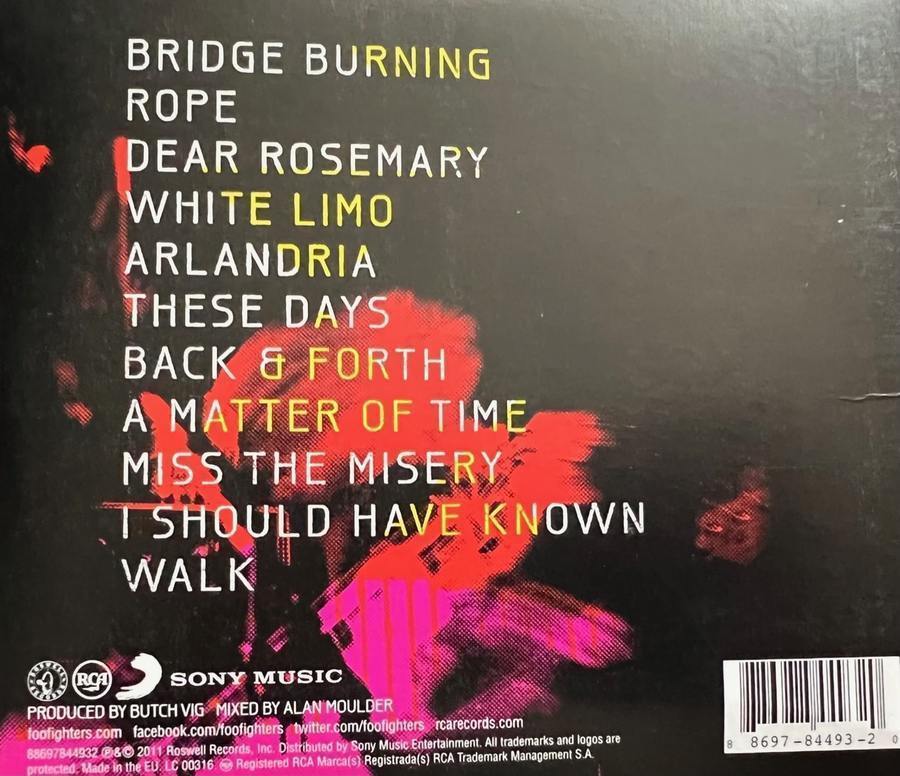 BRIDGE BURNING
ROPE
DEAR ROSEMARY
WHITE LIMO
ARLANDRIA
THESE DAYS
BACK & FORTH
A MATTER OF TIME
MISS THE MISERY
I SHOULD HAVE KNOWN
WALK
RCA SONY MUSIC
PRODUCED BY BUTCH VIG MIXED BY ALAN MOULDER
foofighters.com facebook.com/foofighters twitter.com/foofighters rcarecords.com
88697844932 ℗&© 2011 Roswell Records, Inc. Distributed by Sony Music Entertainment. All trademarks and logos are
protected. Made in the EU. LC 00316 Registered RCA Marca(s) Registrada(s) RCA Trademark Management S.A.
8 8697-84493-2 0